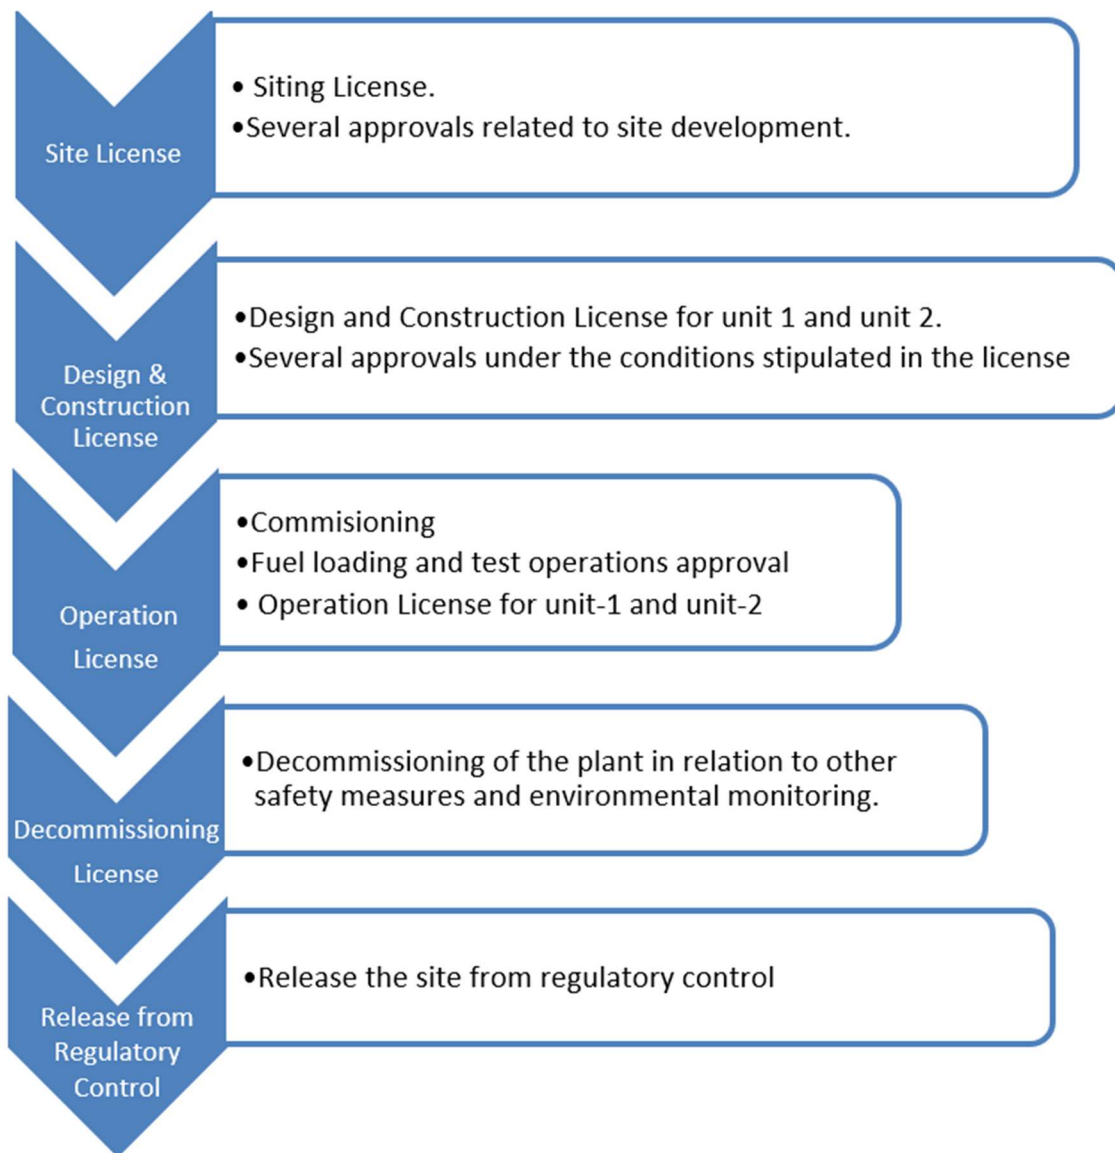 Site License
• Siting License.
•Several approvals related to site development.
Design &
Construction
License
•Design and Construction License for unit 1 and unit 2.
•Several approvals under the conditions stipulated in the license
Operation
License
•Commisioning
•Fuel loading and test operations approval
• Operation License for unit-1 and unit-2
Decommissioning
License
•Decommissioning of the plant in relation to other
safety measures and environmental monitoring.
Release from
Regulatory
Control
•Release the site from regulatory control